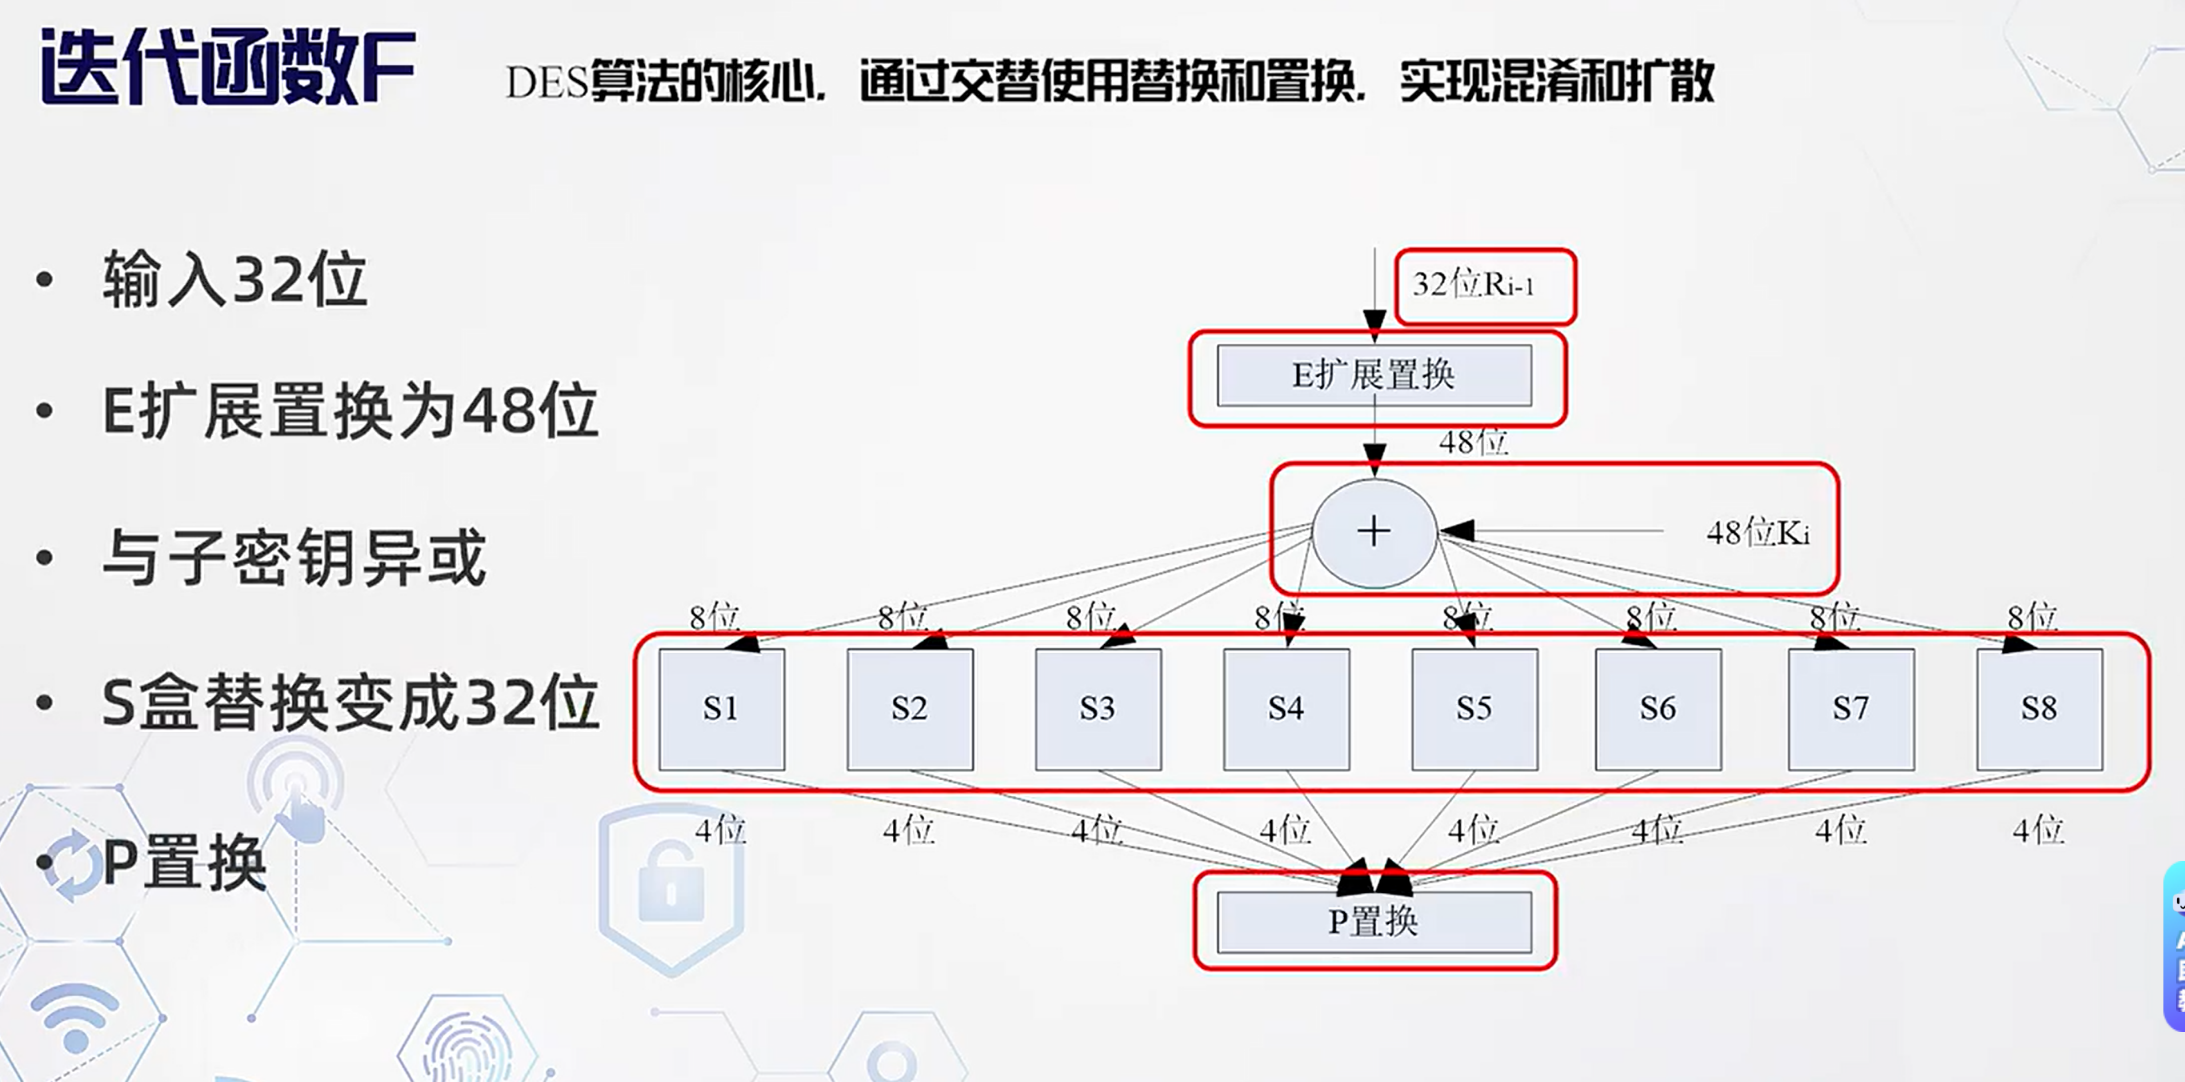 迭代函数F
DES算法的核心，通过交替使用替换和置换，实现混淆和扩散
• 输入32位
• E扩展置换为48位
• 与子密钥异或
• S盒替换变成32位
• P置换
32位Ri-1
E扩展置换
48位
+
48位Ki
8位 8位 8位 8位 8位 8位 8位 8位
S1 S2 S3 S4 S5 S6 S7 S8
4位 4位 4位 4位 4位 4位 4位 4位
P置换